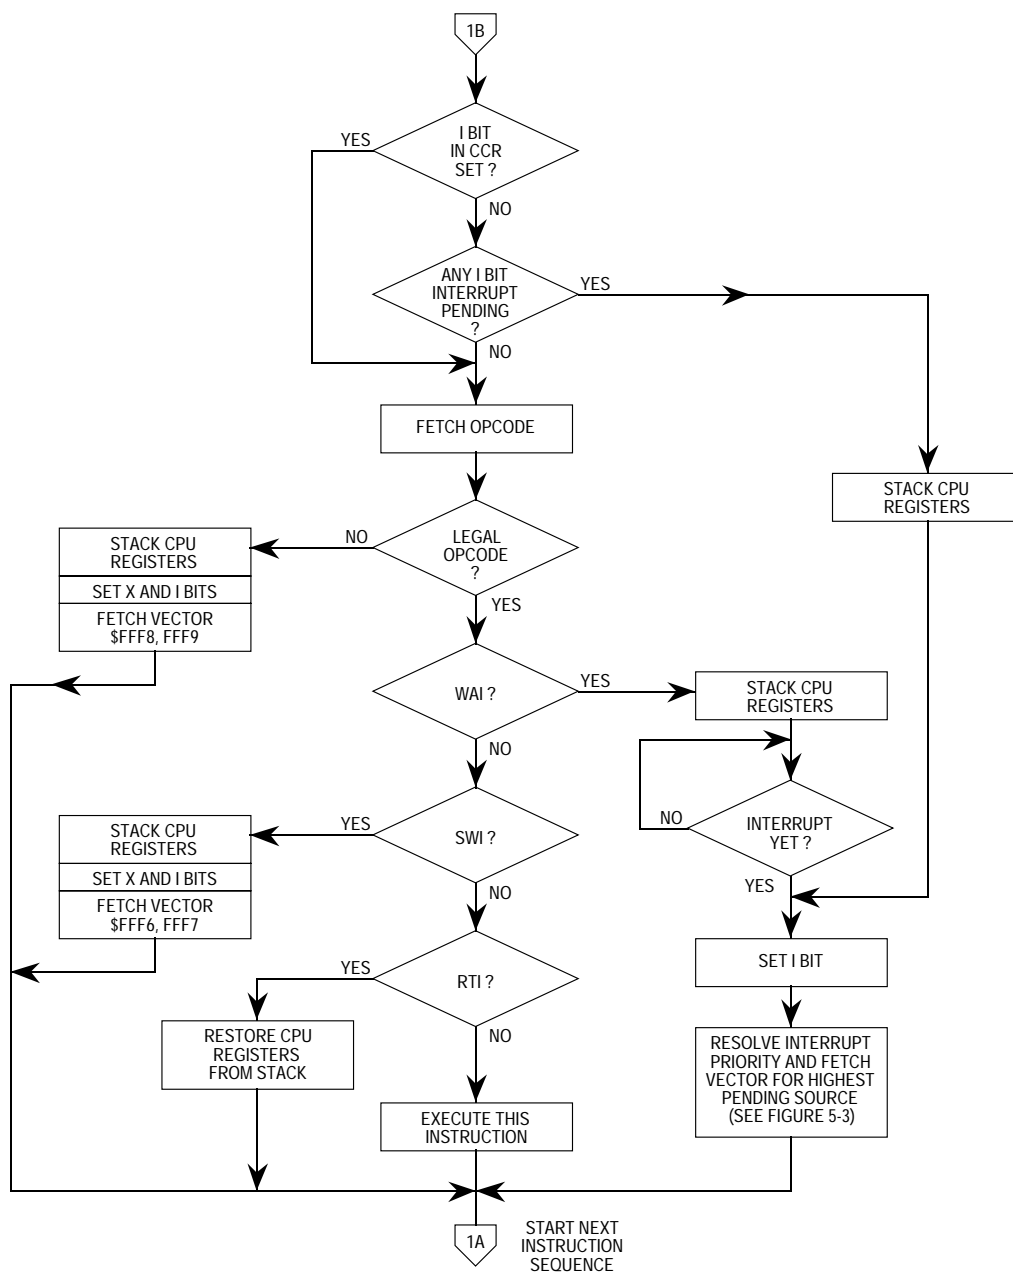 1B
YES
I BIT
IN CCR
SET ?
NO
ANY I BIT
INTERRUPT
PENDING
?
YES
NO
FETCH OPCODE
STACK CPU
REGISTERS
STACK CPU
REGISTERS
SET X AND I BITS
FETCH VECTOR
$FFF8, FFF9
NO
LEGAL
OPCODE
?
YES
WAI ?
YES
STACK CPU
REGISTERS
NO
STACK CPU
REGISTERS
SET X AND I BITS
FETCH VECTOR
$FFF6, FFF7
YES
SWI ?
NO
NO
INTERRUPT
YET ?
YES
YES
RTI ?
NO
SET I BIT
RESTORE CPU
REGISTERS
FROM STACK
RESOLVE INTERRUPT
PRIORITY AND FETCH
VECTOR FOR HIGHEST
PENDING SOURCE
(SEE FIGURE 5-3)
EXECUTE THIS
INSTRUCTION
1A
START NEXT
INSTRUCTION
SEQUENCE